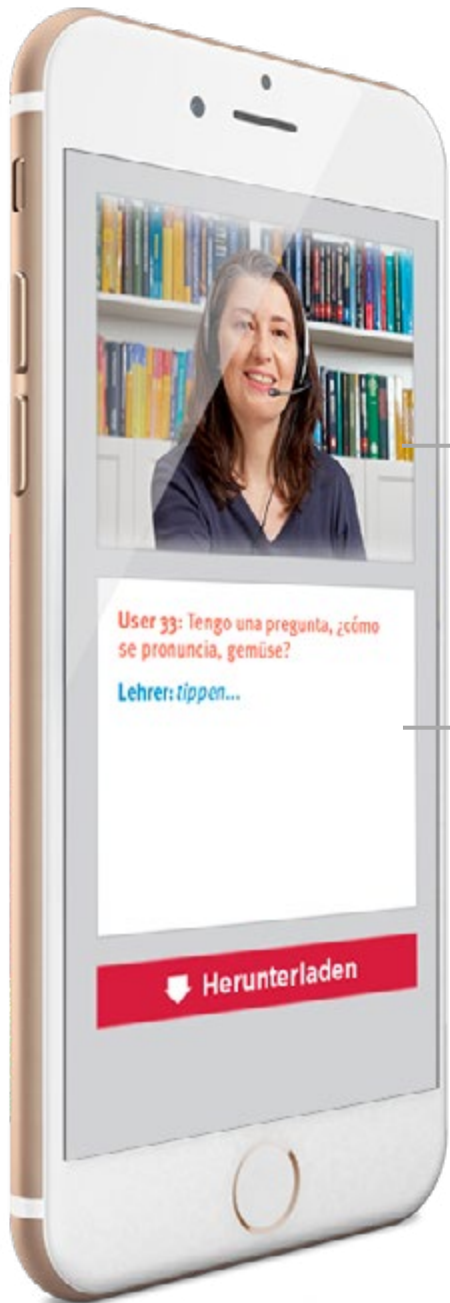 User 33: Tengo una pregunta, ¿cómo
se pronuncia, gemüse?
Lehrer: tippen...
Herunterladen